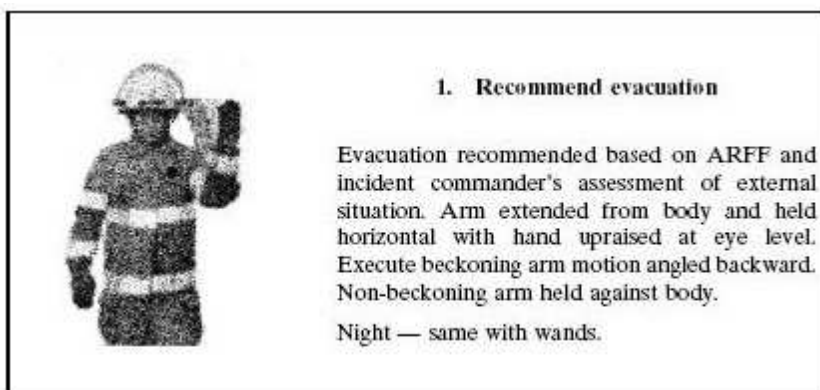 1. Recommend evacuation
Evacuation recommended based on ARFF and
incident commander's assessment of external
situation. Arm extended from body and held
horizontal with hand upraised at eye level.
Execute beckoning arm motion angled backward.
Non-beckoning arm held against body.
Night — same with wands.